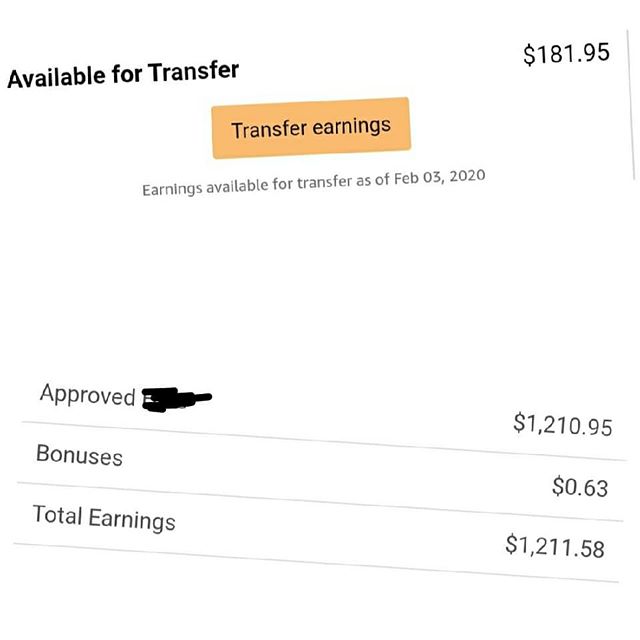 Available for Transfer $181.95
Transfer earnings
Earnings available for transfer as of Feb 03, 2020
Approved $1,210.95
Bonuses $0.63
Total Earnings $1,211.58